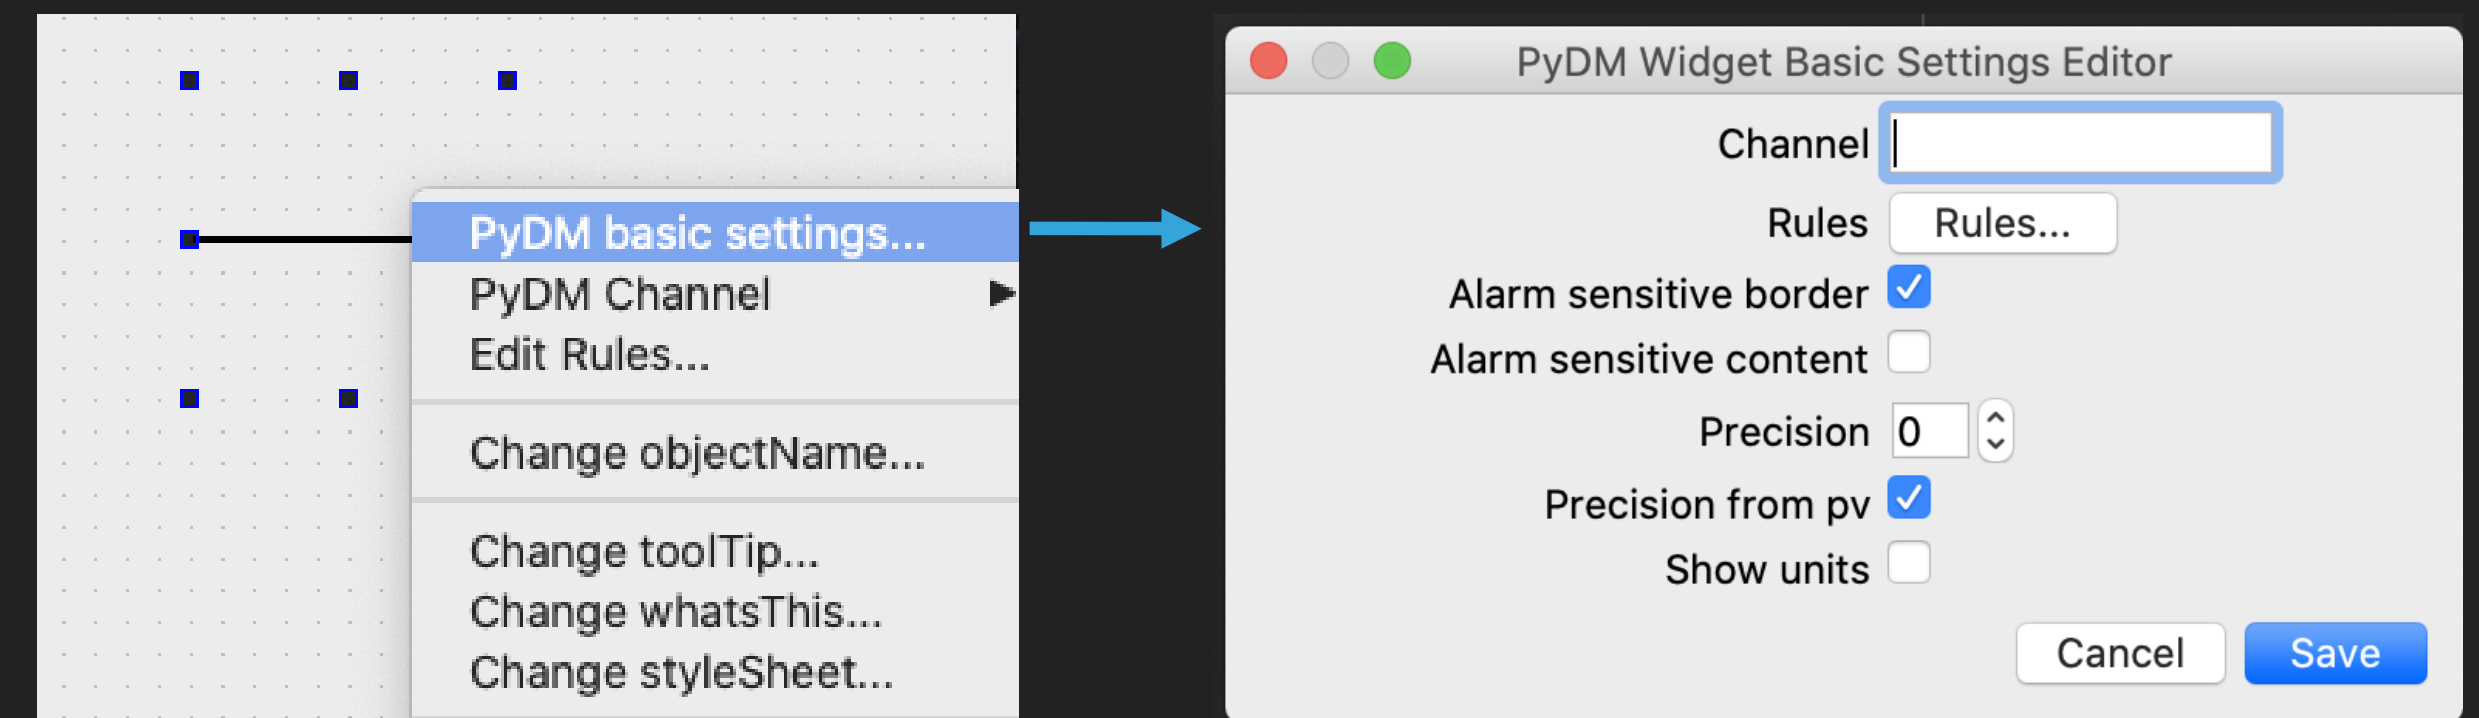 PyDM basic settings...
PyDM Channel
Edit Rules...
Change objectName...
Change toolTip...
Change whatsThis...
Change styleSheet...
PyDM Widget Basic Settings Editor
Channel
Rules Rules...
Alarm sensitive border
Alarm sensitive content
Precision 0
Precision from pv
Show units
Cancel Save